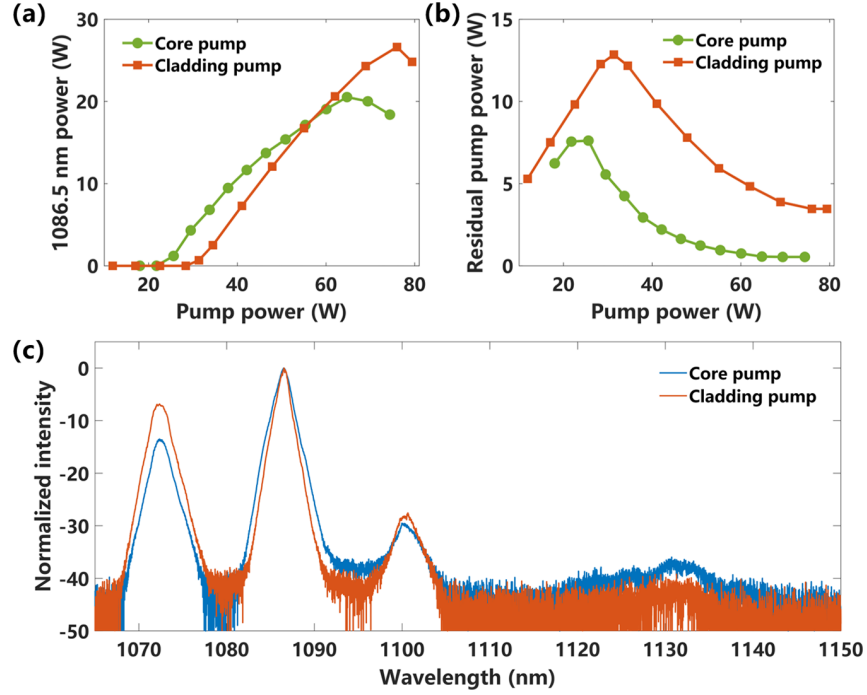 (a)
1086.5 nm power (W)
30
20
10
0
Core pump
Cladding pump
20 40 60 80
Pump power (W)
(b)
Residual pump power (W)
15
10
5
0
Core pump
Cladding pump
20 40 60 80
Pump power (W)
(c)
Normalized intensity
0
-10
-20
-30
-40
-50
Core pump
Cladding pump
1070 1080 1090 1100 1110 1120 1130 1140 1150
Wavelength (nm)